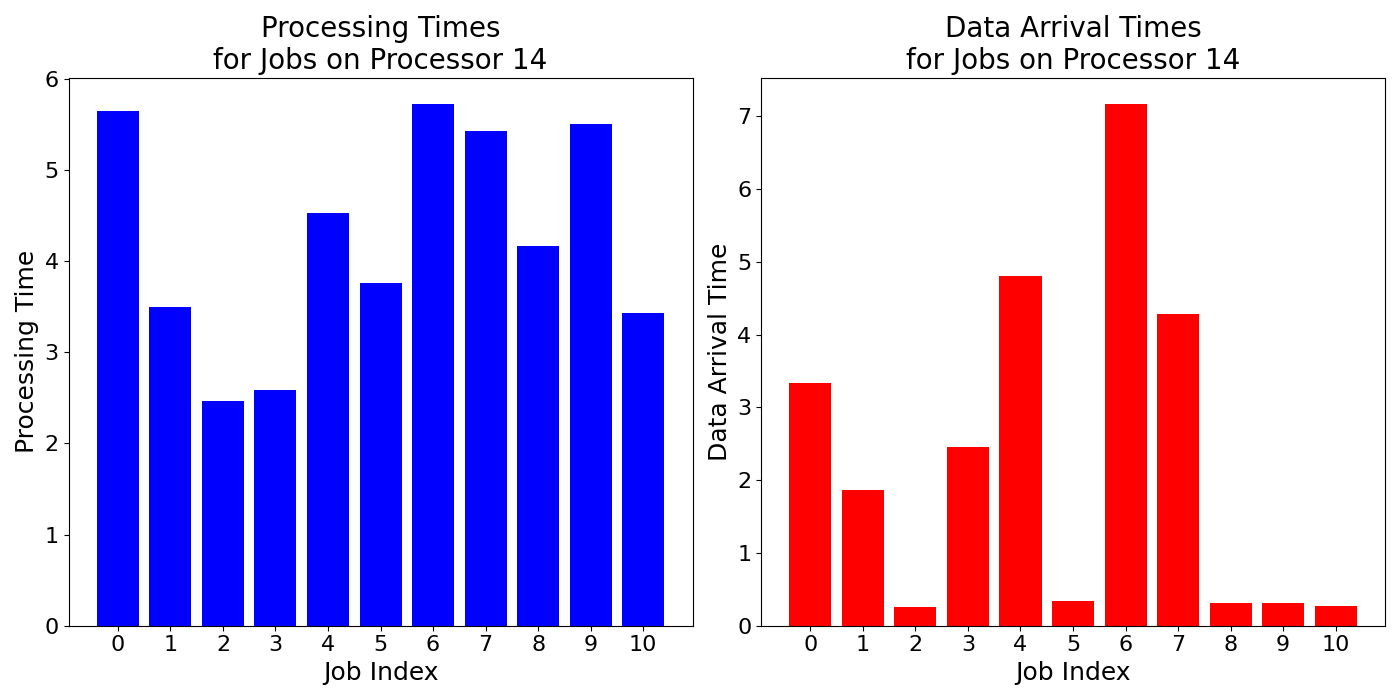 Processing Times
for Jobs on Processor 14
Processing Time
6
5
4
3
2
1
0
0 1 2 3 4 5 6 7 8 9 10
Job Index
Data Arrival Times
for Jobs on Processor 14
Data Arrival Time
7
6
5
4
3
2
1
0
0 1 2 3 4 5 6 7 8 9 10
Job Index